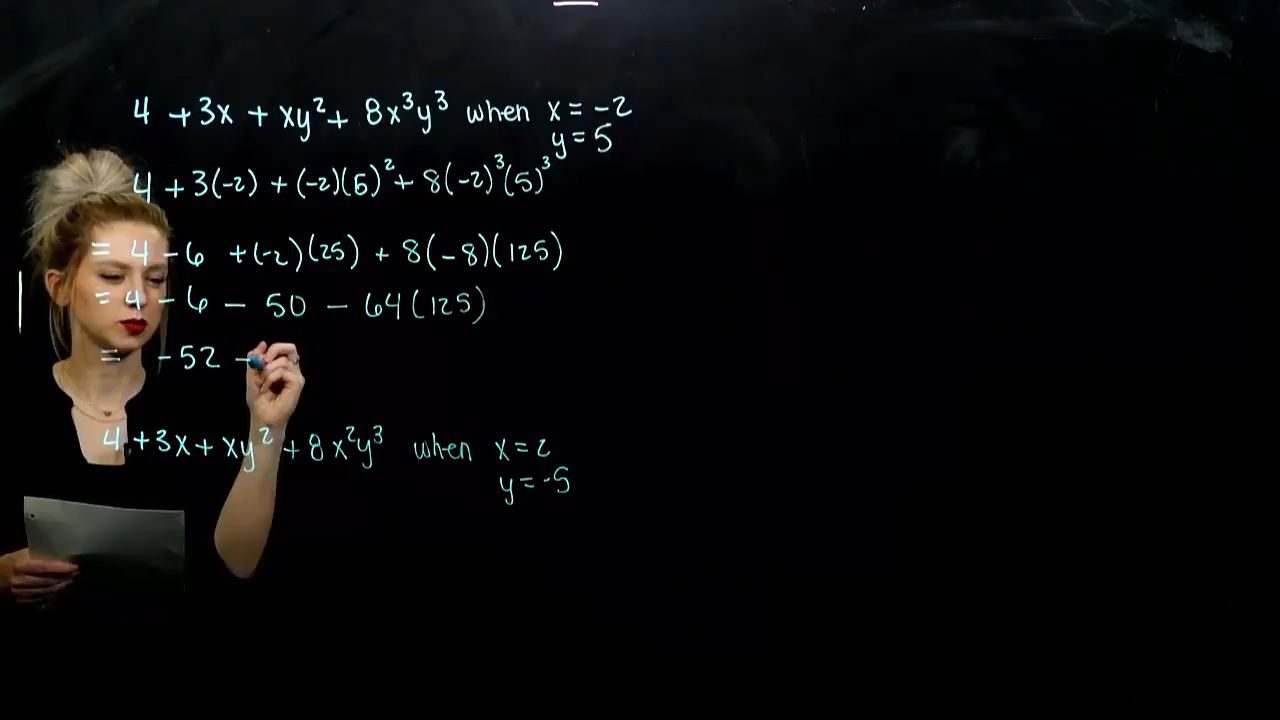 4 + 3x + xy² + 8x³y³ when x = -2
y = 5
4 + 3(-2) + (-2)(5)² + 8(-2)³(5)³
= 4 - 6 + (-2)(25) + 8(-8)(125)
= 4 - 6 - 50 - 64(125)
= -52 -
4 + 3x + xy² + 8x²y³ when x = 2
y = -5